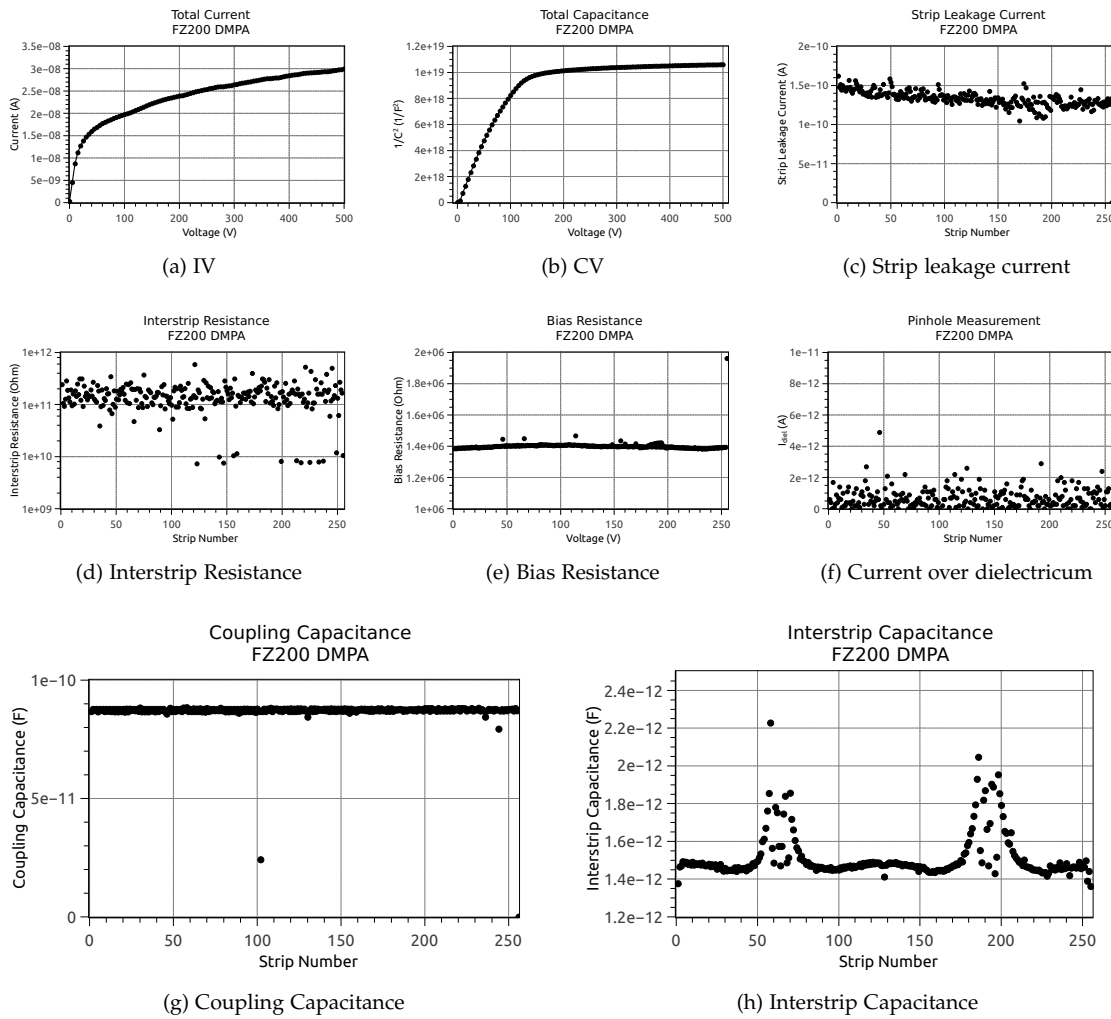 Total Current
FZ200 DMPA
3.5e-08
3e-08
2.5e-08
2e-08
1.5e-08
1e-08
5e-09
0
Current (A)
0 100 200 300 400 500
Voltage (V)
(a) IV
Total Capacitance
FZ200 DMPA
1.2e+19
1e+19
8e+18
6e+18
4e+18
2e+18
0
1/C² (1/F²)
0 100 200 300 400 500
Voltage (V)
(b) CV
Strip Leakage Current
FZ200 DMPA
2e-10
1.5e-10
1e-10
5e-11
0
Strip Leakage Current (A)
0 50 100 150 200 250
Strip Number
(c) Strip leakage current
Interstrip Resistance
FZ200 DMPA
1e+12
1e+11
1e+10
1e+09
Interstrip Resistance (Ohm)
0 50 100 150 200 250
Strip Number
(d) Interstrip Resistance
Bias Resistance
FZ200 DMPA
2e+06
1.8e+06
1.6e+06
1.4e+06
1.2e+06
1e+06
Bias Resistance (Ohm)
0 50 100 150 200 250
Voltage (V)
(e) Bias Resistance
Pinhole Measurement
FZ200 DMPA
1e-11
8e-12
6e-12
4e-12
2e-12
0
I_diel (A)
0 50 100 150 200 250
Strip Numer
(f) Current over dielectricum
Coupling Capacitance
FZ200 DMPA
1e-10
5e-11
0
Coupling Capacitance (F)
0 50 100 150 200 250
Strip Number
(g) Coupling Capacitance
Interstrip Capacitance
FZ200 DMPA
2.4e-12
2.2e-12
2e-12
1.8e-12
1.6e-12
1.4e-12
1.2e-12
Interstrip Capacitance (F)
0 50 100 150 200 250
Strip Number
(h) Interstrip Capacitance